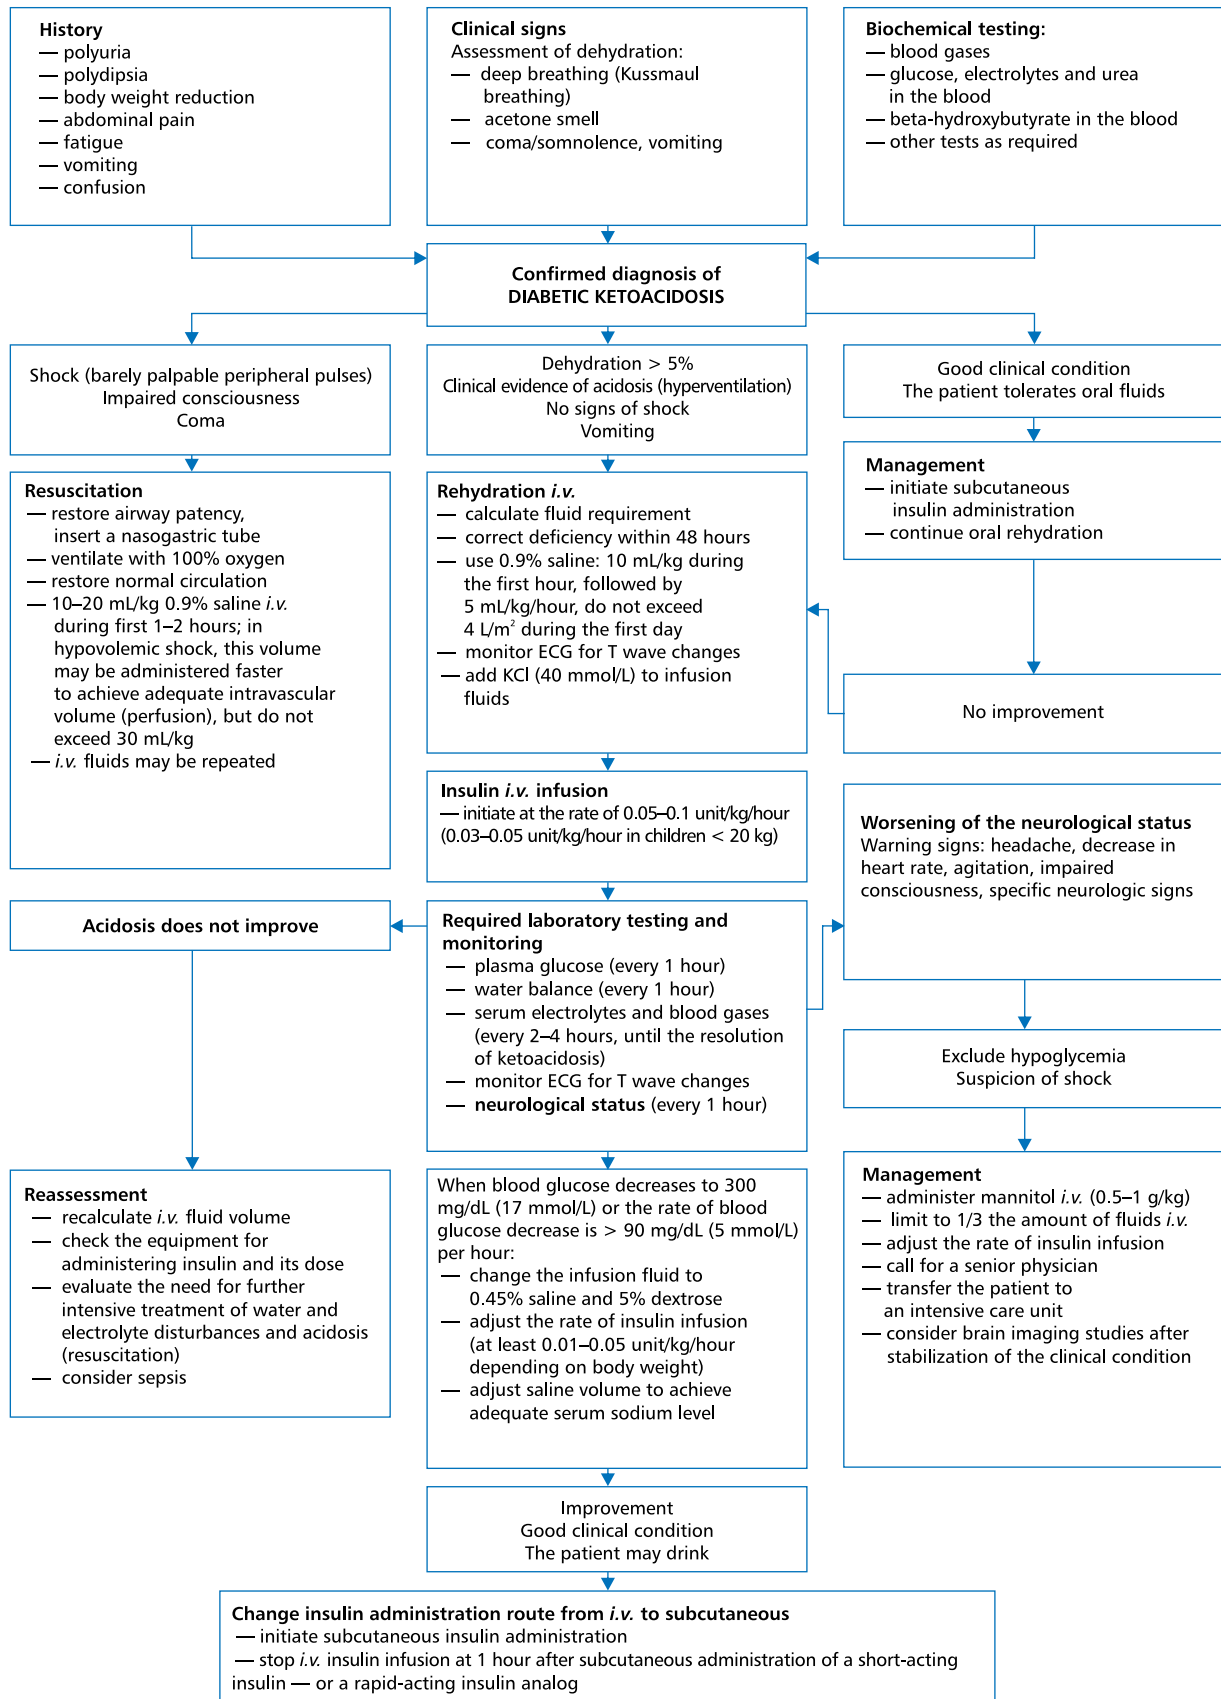 History
— polyuria
— polydipsia
— body weight reduction
— abdominal pain
— fatigue
— vomiting
— confusion
Clinical signs
Assessment of dehydration:
— deep breathing (Kussmaul
breathing)
— acetone smell
— coma/somnolence, vomiting
Biochemical testing:
— blood gases
— glucose, electrolytes and urea
in the blood
— beta-hydroxybutyrate in the blood
— other tests as required
Confirmed diagnosis of
DIABETIC KETOACIDOSIS
Shock (barely palpable peripheral pulses)
Impaired consciousness
Coma
Dehydration > 5%
Clinical evidence of acidosis (hyperventilation)
No signs of shock
Vomiting
Good clinical condition
The patient tolerates oral fluids
Resuscitation
— restore airway patency,
insert a nasogastric tube
— ventilate with 100% oxygen
— restore normal circulation
— 10–20 mL/kg 0.9% saline i.v.
during first 1–2 hours; in
hypovolemic shock, this volume
may be administered faster
to achieve adequate intravascular
volume (perfusion), but do not
exceed 30 mL/kg
— i.v. fluids may be repeated
Rehydration i.v.
— calculate fluid requirement
— correct deficiency within 48 hours
— use 0.9% saline: 10 mL/kg during
the first hour, followed by
5 mL/kg/hour, do not exceed
4 L/m² during the first day
— monitor ECG for T wave changes
— add KCl (40 mmol/L) to infusion
fluids
Management
— initiate subcutaneous
insulin administration
— continue oral rehydration
No improvement
Insulin i.v. infusion
— initiate at the rate of 0.05–0.1 unit/kg/hour
(0.03–0.05 unit/kg/hour in children < 20 kg)
Worsening of the neurological status
Warning signs: headache, decrease in
heart rate, agitation, impaired
consciousness, specific neurologic signs
Acidosis does not improve
Required laboratory testing and
monitoring
— plasma glucose (every 1 hour)
— water balance (every 1 hour)
— serum electrolytes and blood gases
(every 2–4 hours, until the resolution
of ketoacidosis)
— monitor ECG for T wave changes
— neurological status (every 1 hour)
Exclude hypoglycemia
Suspicion of shock
Reassessment
— recalculate i.v. fluid volume
— check the equipment for
administering insulin and its dose
— evaluate the need for further
intensive treatment of water and
electrolyte disturbances and acidosis
(resuscitation)
— consider sepsis
When blood glucose decreases to 300
mg/dL (17 mmol/L) or the rate of blood
glucose decrease is > 90 mg/dL (5 mmol/L)
per hour:
— change the infusion fluid to
0.45% saline and 5% dextrose
— adjust the rate of insulin infusion
(at least 0.01–0.05 unit/kg/hour
depending on body weight)
— adjust saline volume to achieve
adequate serum sodium level
Management
— administer mannitol i.v. (0.5–1 g/kg)
— limit to 1/3 the amount of fluids i.v.
— adjust the rate of insulin infusion
— call for a senior physician
— transfer the patient to
an intensive care unit
— consider brain imaging studies after
stabilization of the clinical condition
Improvement
Good clinical condition
The patient may drink
Change insulin administration route from i.v. to subcutaneous
— initiate subcutaneous insulin administration
— stop i.v. insulin infusion at 1 hour after subcutaneous administration of a short-acting
insulin — or a rapid-acting insulin analog